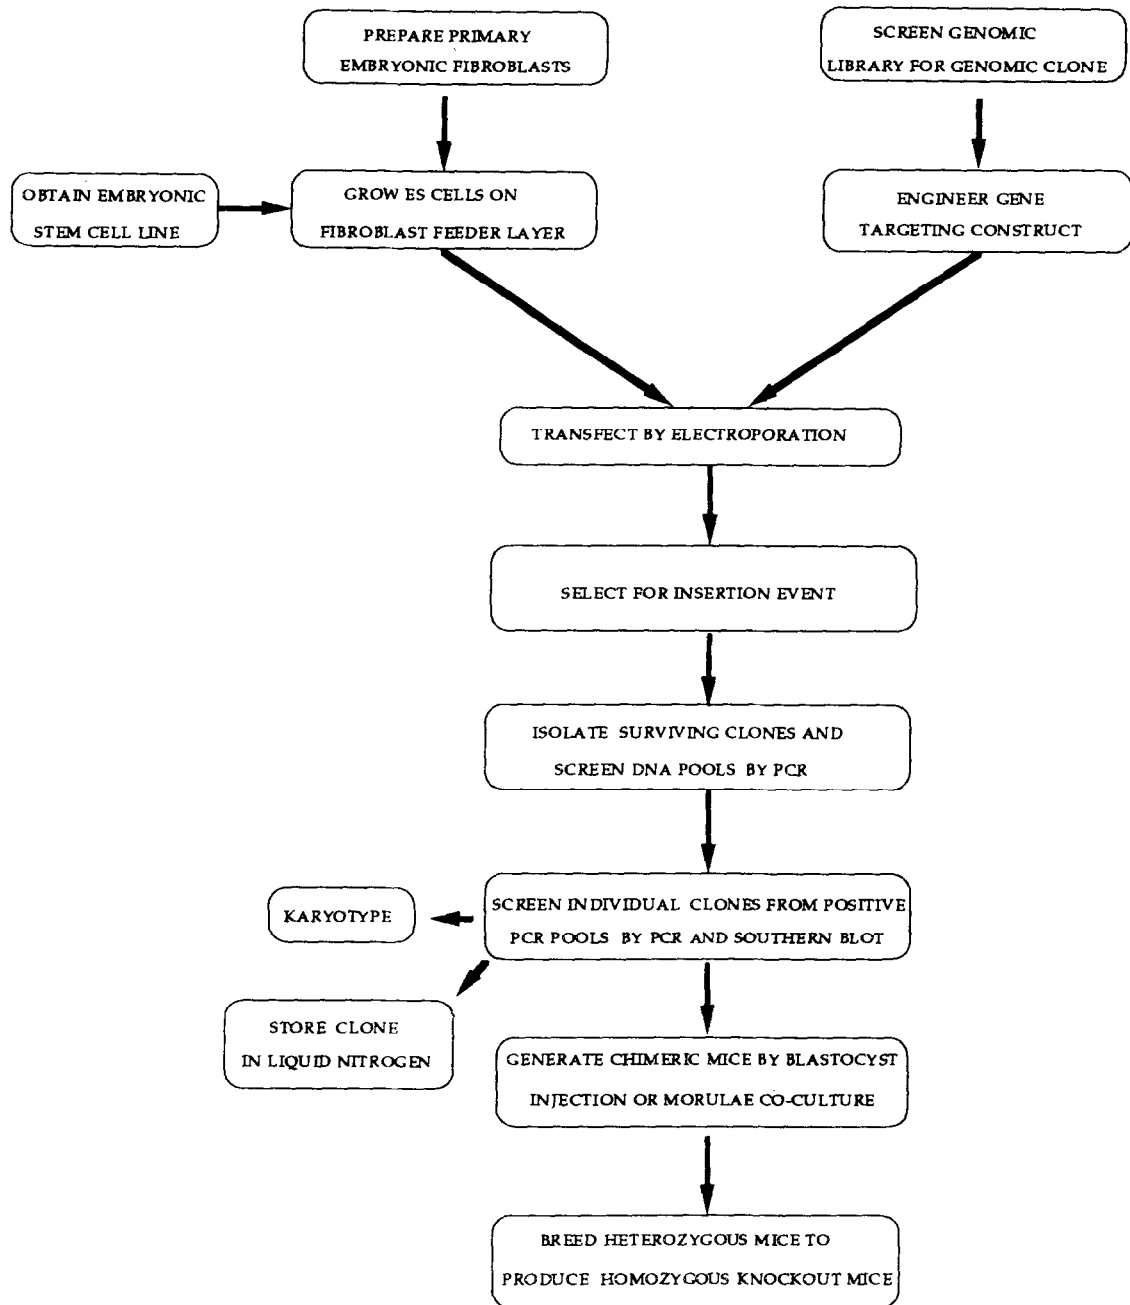 PREPARE PRIMARY
EMBRYONIC FIBROBLASTS
SCREEN GENOMIC
LIBRARY FOR GENOMIC CLONE
OBTAIN EMBRYONIC
STEM CELL LINE
GROW ES CELLS ON
FIBROBLAST FEEDER LAYER
ENGINEER GENE
TARGETING CONSTRUCT
TRANSFECT BY ELECTROPORATION
SELECT FOR INSERTION EVENT
ISOLATE SURVIVING CLONES AND
SCREEN DNA POOLS BY PCR
KARYOTYPE
SCREEN INDIVIDUAL CLONES FROM POSITIVE
PCR POOLS BY PCR AND SOUTHERN BLOT
STORE CLONE
IN LIQUID NITROGEN
GENERATE CHIMERIC MICE BY BLASTOCYST
INJECTION OR MORULAE CO-CULTURE
BREED HETEROZYGOUS MICE TO
PRODUCE HOMOZYGOUS KNOCKOUT MICE